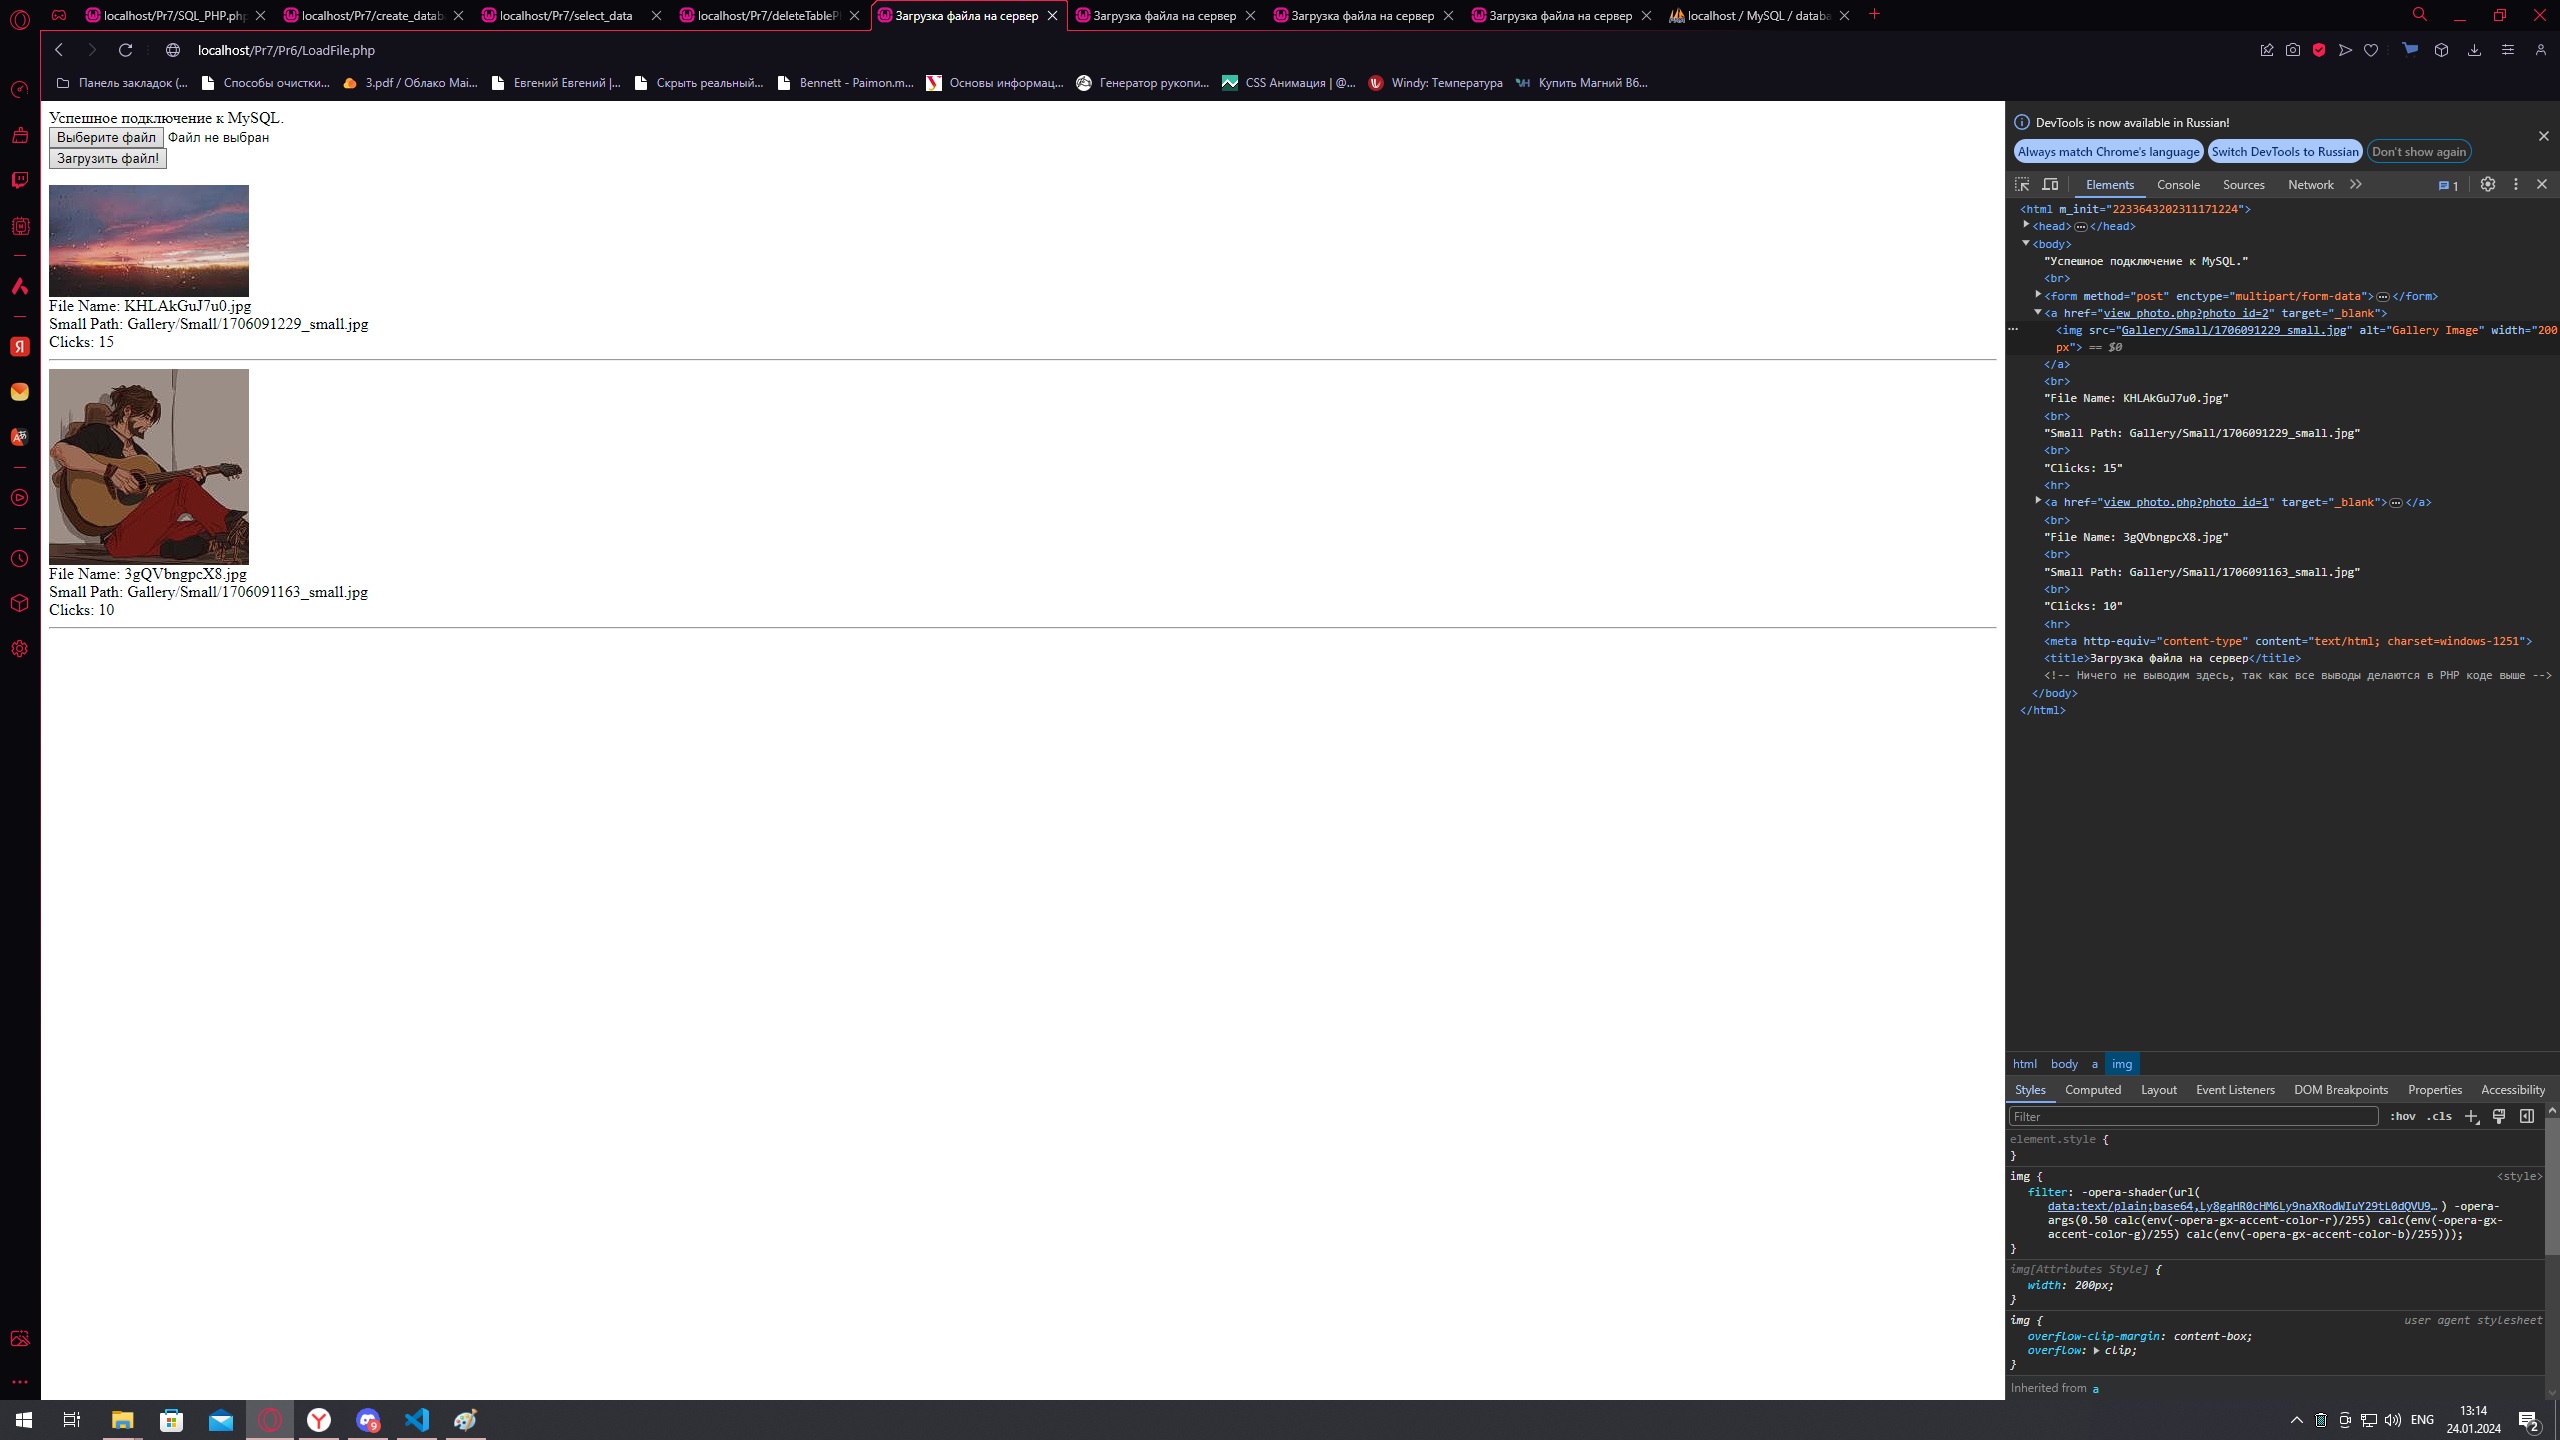 localhost/Pr7/SQL_PHP.php
localhost/Pr7/create_databa
localhost/Pr7/select_data
localhost/Pr7/deleteTableP
Загрузка файла на сервер
Загрузка файла на сервер
Загрузка файла на сервер
Загрузка файла на сервер
localhost / MySQL / databa
localhost/Pr7/Pr6/LoadFile.php
Панель закладок (...
Способы очистки...
3.pdf / Облако Mai...
Евгений Евгений |...
Скрыть реальный...
Bennett - Paimon.m...
Основы информац...
Генератор рукопи...
CSS Анимация | @...
Windy: Температура
Купить Магний B6...
Успешное подключение к MySQL.
Выберите файл Файл не выбран
Загрузить файл!
File Name: KHLAkGuJ7u0.jpg
Small Path: Gallery/Small/1706091229_small.jpg
Clicks: 15
File Name: 3gQVbngpcX8.jpg
Small Path: Gallery/Small/1706091163_small.jpg
Clicks: 10
DevTools is now available in Russian!
Always match Chrome's language Switch DevTools to Russian Don't show again
Elements Console Sources Network 1
<html m_init="2233643202311171224">
<head>…</head>
<body>
"Успешное подключение к MySQL."
<br>
<form method="post" enctype="multipart/form-data">…</form>
<a href="view_photo.php?photo_id=2" target="_blank">
<img src="Gallery/Small/1706091229_small.jpg" alt="Gallery Image" width="200
px"> == $0
</a>
<br>
"File Name: KHLAkGuJ7u0.jpg"
<br>
"Small Path: Gallery/Small/1706091229_small.jpg"
<br>
"Clicks: 15"
<hr>
<a href="view_photo.php?photo_id=1" target="_blank">…</a>
<br>
"File Name: 3gQVbngpcX8.jpg"
<br>
"Small Path: Gallery/Small/1706091163_small.jpg"
<br>
"Clicks: 10"
<hr>
<meta http-equiv="content-type" content="text/html; charset=windows-1251">
<title>Загрузка файла на сервер</title>
<!-- Ничего не выводим здесь, так как все выводы делаются в PHP коде выше -->
</body>
</html>
html body a img
Styles Computed Layout Event Listeners DOM Breakpoints Properties Accessibility
Filter :hov .cls
element.style {
}
img { <style>
filter: -opera-shader(url(
data:text/plain;base64,Ly8gaHR0cHM6Ly9naXRodWIuY29tL0dQVU9… ) -opera-
args(0.50 calc(env(-opera-gx-accent-color-r)/255) calc(env(-opera-gx-
accent-color-g)/255) calc(env(-opera-gx-accent-color-b)/255)));
}
img[Attributes Style] {
width: 200px;
}
img { user agent stylesheet
overflow-clip-margin: content-box;
overflow: clip;
}
Inherited from a
9
ENG
13:14
24.01.2024
2